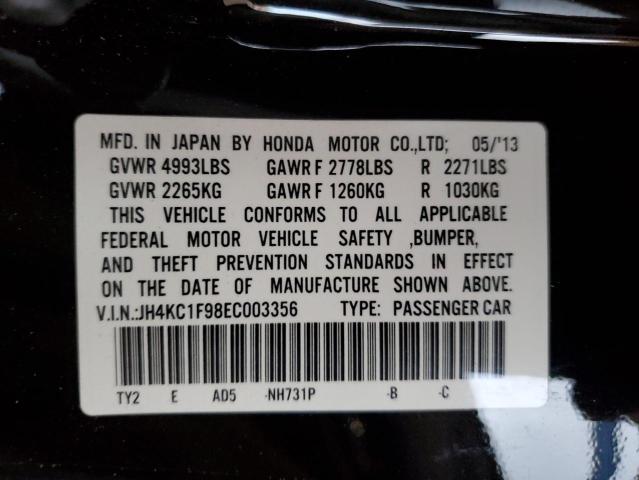 MFD. IN JAPAN BY HONDA MOTOR CO.,LTD; 05/'13
GVWR 4993LBS GAWR F 2778LBS R 2271LBS
GVWR 2265KG GAWR F 1260KG R 1030KG
THIS VEHICLE CONFORMS TO ALL APPLICABLE
FEDERAL MOTOR VEHICLE SAFETY ,BUMPER,
AND THEFT PREVENTION STANDARDS IN EFFECT
ON THE DATE OF MANUFACTURE SHOWN ABOVE.
V.I.N.:JH4KC1F98EC003356 TYPE: PASSENGER CAR
TY2 E AD5 -NH731P -B -C